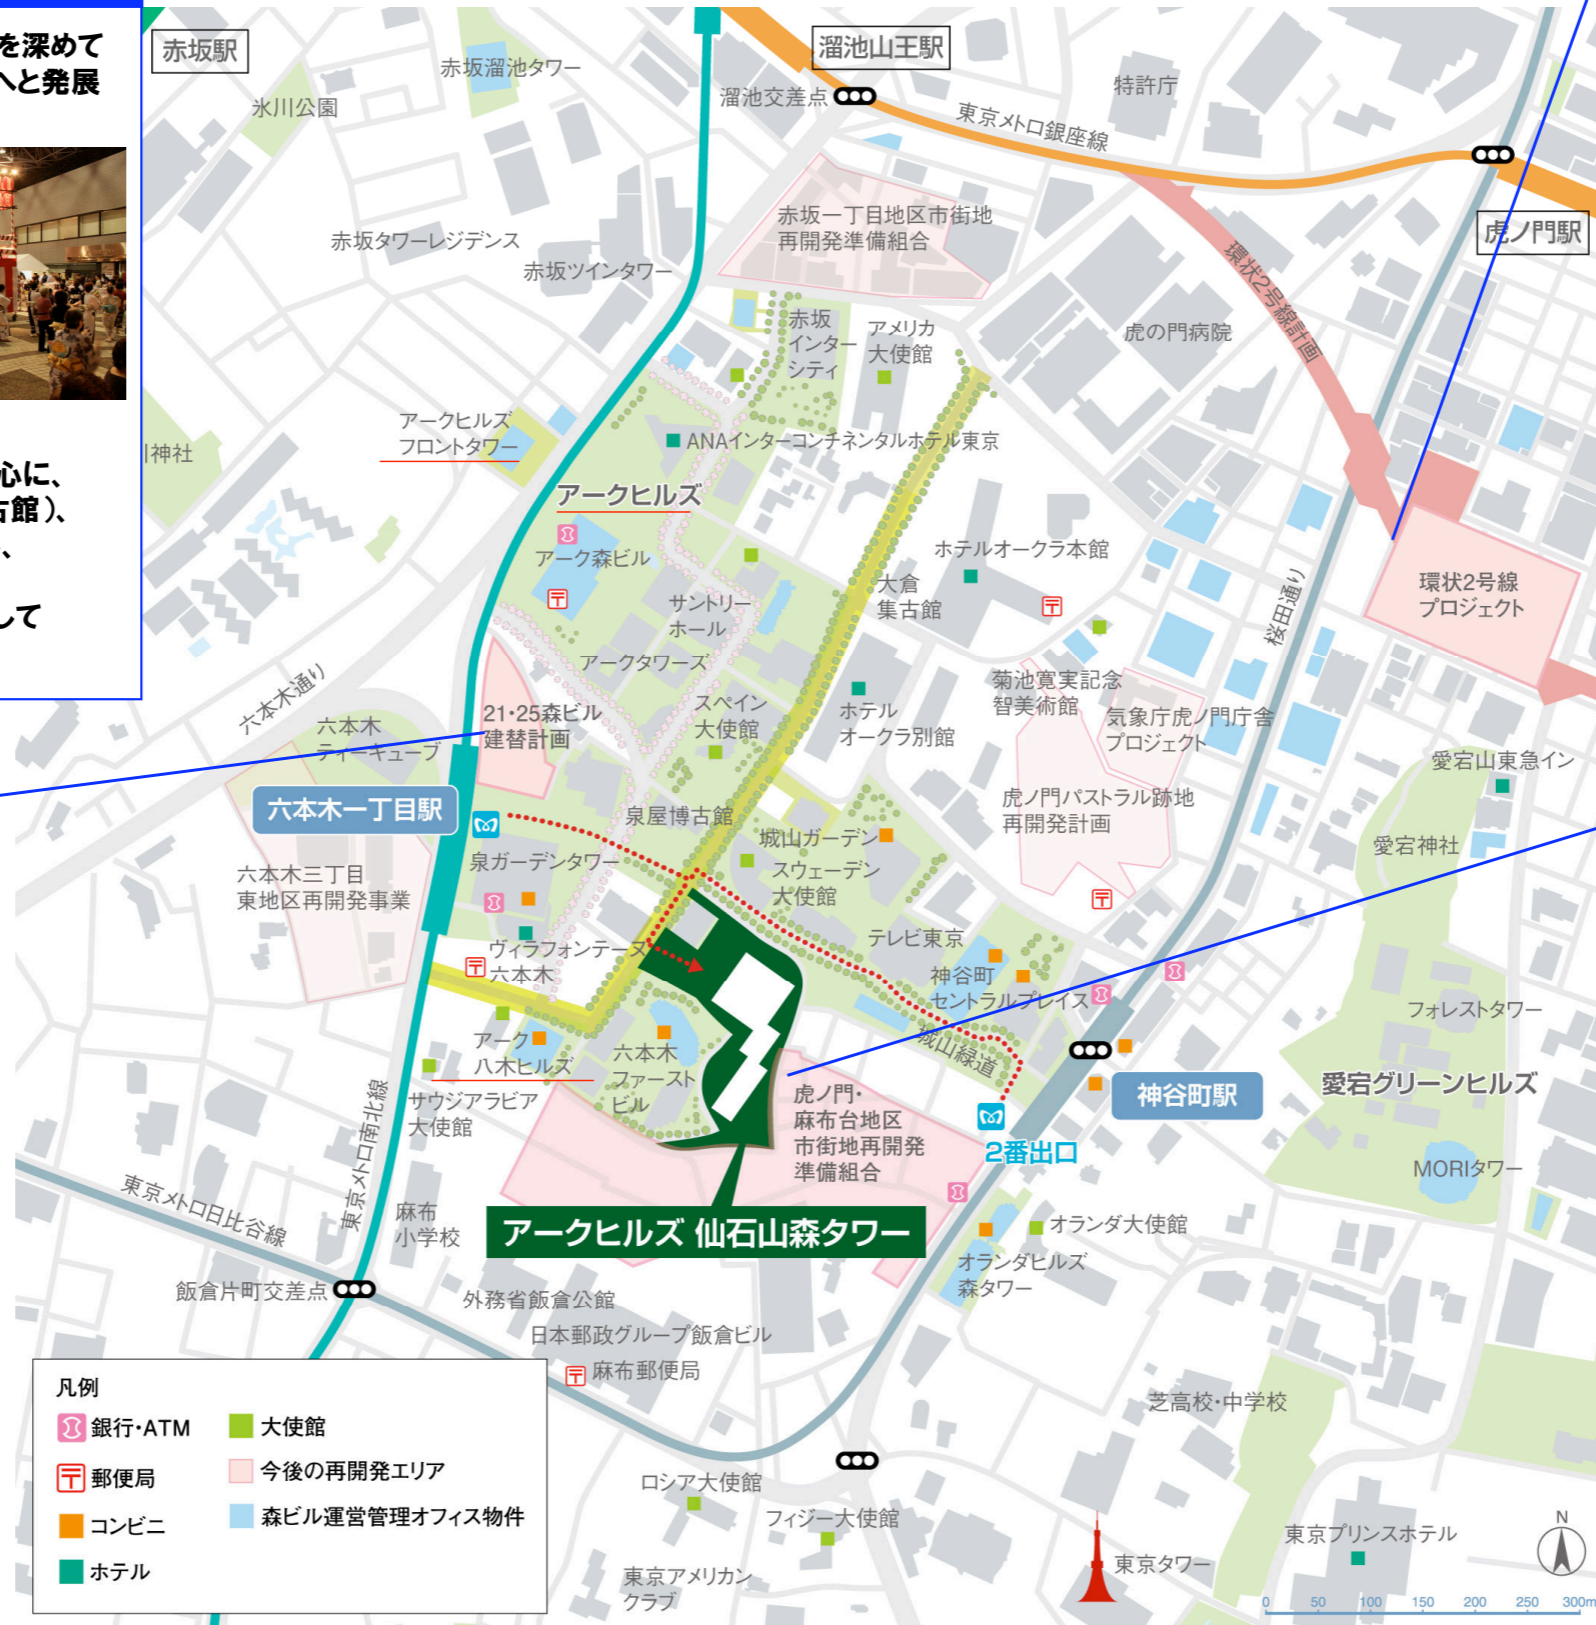 を深めて
へと発展
心に、
古館）、
、
して
赤坂駅
溜池山王駅
赤坂溜池タワー
氷川公園
溜池交差点
特許庁
東京メトロ銀座線
虎ノ門駅
赤坂一丁目地区市街地
再開発準備組合
赤坂タワーレジデンス
赤坂ツインタワー
環状2号線計画
赤坂
インター
シティ
アメリカ
大使館
虎の門病院
アークヒルズ
フロントタワー
川神社
ANAインターコンチネンタルホテル東京
アークヒルズ
アーク森ビル
ホテルオークラ本館
大倉
集古館
サントリー
ホール
アークタワーズ
環状2号線
プロジェクト
桜田通り
六本木通り
六本木
ティーキューブ
21・25森ビル
建替計画
スペイン
大使館
ホテル
オークラ別館
菊池寛実記念
智美術館
気象庁虎ノ門庁舎
プロジェクト
愛宕山東急イン
六本木一丁目駅
泉屋博古館
城山ガーデン
虎ノ門パストラル跡地
再開発計画
愛宕神社
泉ガーデンタワー
スウェーデン
大使館
六本木三丁目
東地区再開発事業
ヴィラフォンテーヌ
六本木
テレビ東京
神谷町
セントラルプレイス
フォレストタワー
アーク
八木ヒルズ
六本木
ファースト
ビル
城山緑道
サウジアラビア
大使館
虎ノ門・
麻布台地区
市街地再開発
準備組合
神谷町駅
愛宕グリーンヒルズ
2番出口
MORIタワー
東京メトロ日比谷線
東京メトロ南北線
麻布
小学校
アークヒルズ 仙石山森タワー
オランダ大使館
オランダヒルズ
森タワー
飯倉片町交差点
外務省飯倉公館
日本郵政グループ飯倉ビル
麻布郵便局
芝高校・中学校
ロシア大使館
フィジー大使館
東京アメリカン
クラブ
東京タワー
東京プリンスホテル
N
0 50 100 150 200 250 300m
凡例
銀行・ATM
郵便局
コンビニ
ホテル
大使館
今後の再開発エリア
森ビル運営管理オフィス物件